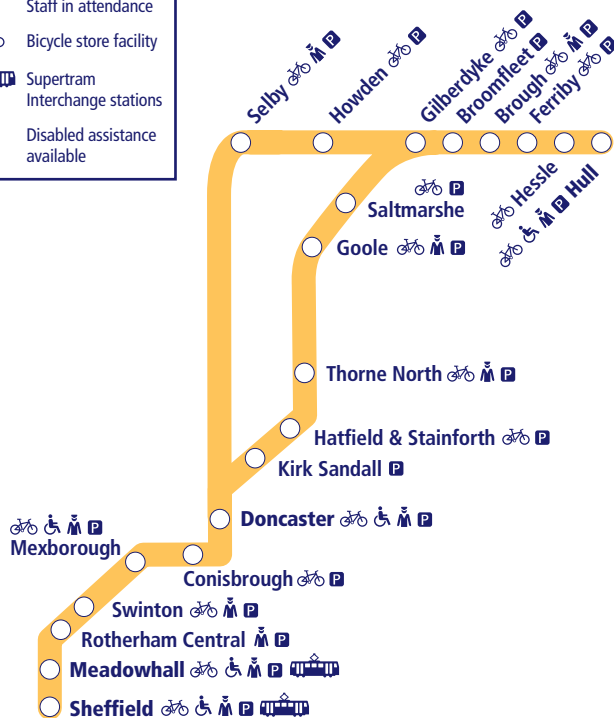 Staff in attendance
Bicycle store facility
Supertram
Interchange stations
Disabled assistance
available
Selby P
Howden P
Gilberdyke P
Broomfleet P
Brough P
Ferriby P
Hessle
P Hull
P
Saltmarshe
Goole P
Thorne North P
Hatfield & Stainforth P
Kirk Sandall P
Doncaster P
P
Mexborough
Conisbrough P
Swinton P
Rotherham Central P
Meadowhall P
Sheffield P